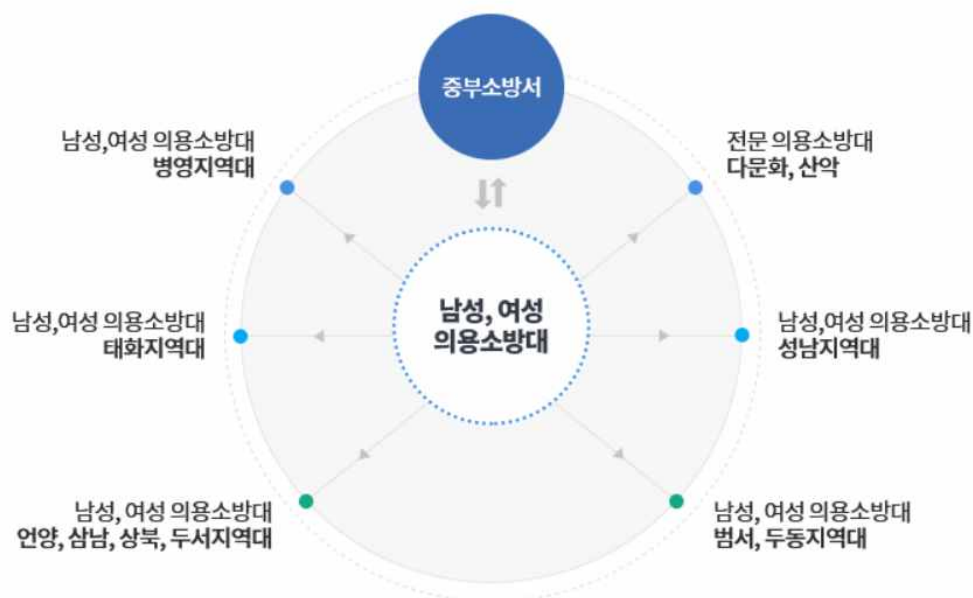 중부소방서
남성,여성 의용소방대
병영지역대
전문 의용소방대
다문화, 산악
남성, 여성
의용소방대
남성,여성 의용소방대
태화지역대
남성,여성 의용소방대
성남지역대
남성, 여성 의용소방대
언양, 삼남, 상북, 두서지역대
남성, 여성 의용소방대
범서, 두동지역대